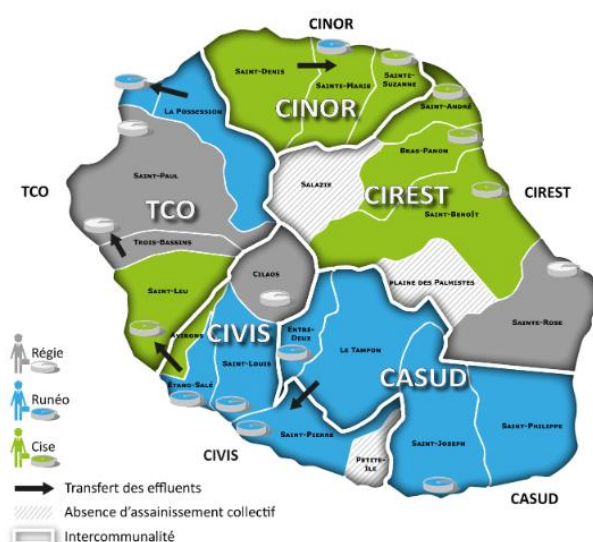 CINOR
SAINT-DENIS
SAINTE-MARIE
SAINTE-SUZANNE
CINOR
SAINT-ANDRÉ
LA POSSESSION
BRAS-PANON
SALAZIE
SAINT-PAUL
TCO
TCO
CIREST
CIREST
SAINT-BENOÎT
TROIS-BASSINS
CILAOS
PLAINE DES PALMISTES
SAINT-LEU
SAINTE-ROSE
AVIRONS
CIVIS
ENTRE-DEUX
LE TAMPON
CASUD
SAINT-LOUIS
ETANG-SALÉ
SAINT-PIERRE
SAINT-JOSEPH
SAINT-PHILIPPE
PETITE-ÎLE
CIVIS
CASUD
Régie
Runéo
Cise
Transfert des effluents
Absence d'assainissement collectif
Intercommunalité